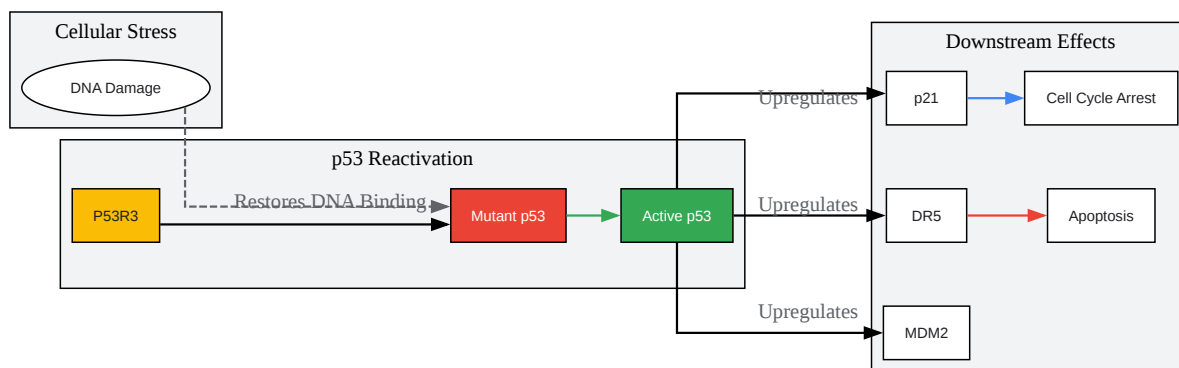 Cellular Stress
DNA Damage
p53 Reactivation
P53R3
Restores DNA Binding
Mutant p53
Active p53
Upregulates
Upregulates
Upregulates
Downstream Effects
p21
Cell Cycle Arrest
DR5
Apoptosis
MDM2